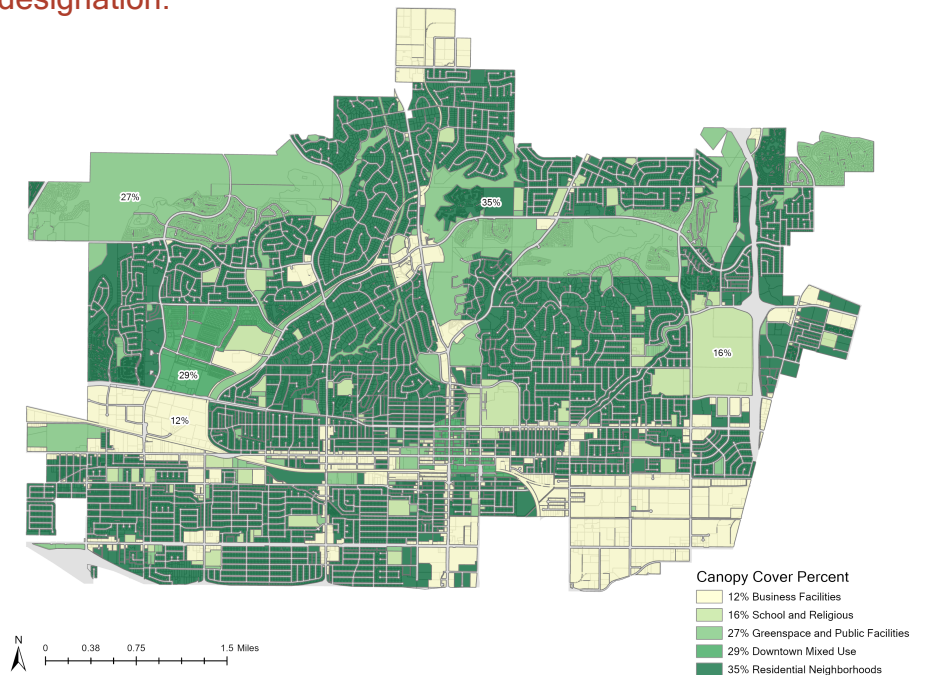 designation.
27%
35%
16%
29%
12%
Canopy Cover Percent
12% Business Facilities
16% School and Religious
27% Greenspace and Public Facilities
29% Downtown Mixed Use
35% Residential Neighborhoods
N
0 0.38 0.75 1.5 Miles